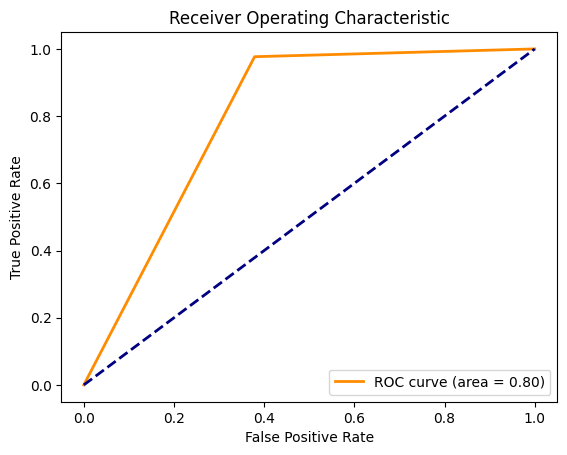 Receiver Operating Characteristic
True Positive Rate
1.0
0.8
0.6
0.4
0.2
0.0
ROC curve (area = 0.80)
0.0 0.2 0.4 0.6 0.8 1.0
False Positive Rate